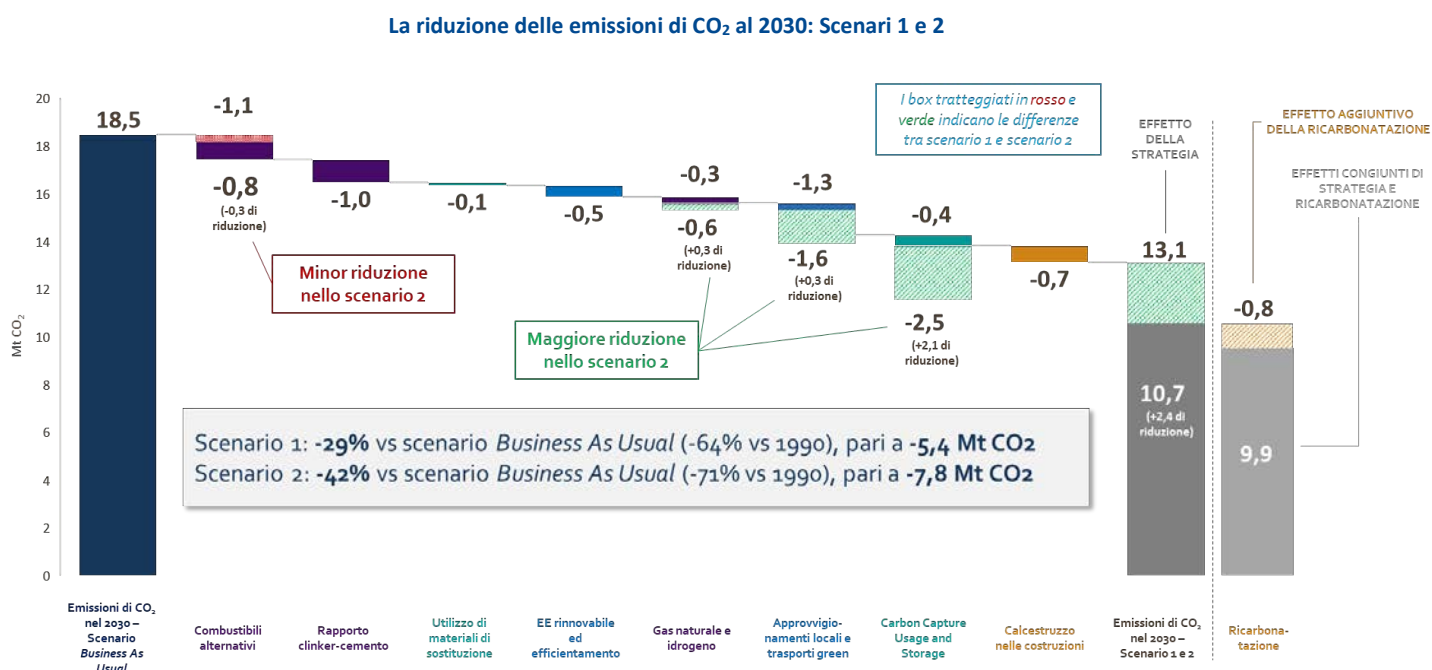 La riduzione delle emissioni di CO₂ al 2030: Scenari 1 e 2
Mt CO₂
20
18
16
14
12
10
8
6
4
2
0
18,5
-1,1
-0,8
(-0,3 di
riduzione)
Minor riduzione
nello scenario 2
-1,0
-0,1
-0,5
-0,3
-0,6
(+0,3 di
riduzione)
-1,3
-1,6
(+0,3 di
riduzione)
Maggiore riduzione
nello scenario 2
-0,4
-2,5
(+2,1 di
riduzione)
-0,7
I box tratteggiati in rosso e
verde indicano le differenze
tra scenario 1 e scenario 2
EFFETTO
DELLA
STRATEGIA
13,1
10,7
(+2,4 di
riduzione)
EFFETTO AGGIUNTIVO
DELLA RICARBONATAZIONE
EFFETTI CONGIUNTI DI
STRATEGIA E
RICARBONATAZIONE
-0,8
9,9
Scenario 1: -29% vs scenario Business As Usual (-64% vs 1990), pari a -5,4 Mt CO2
Scenario 2: -42% vs scenario Business As Usual (-71% vs 1990), pari a -7,8 Mt CO2
Emissioni di CO₂
nel 2030 –
Scenario
Business As
Usual
Combustibili
alternativi
Rapporto
clinker-cemento
Utilizzo di
materiali di
sostituzione
EE rinnovabile
ed
efficientamento
Gas naturale e
idrogeno
Approvvigio-
namenti locali e
trasporti green
Carbon Capture
Usage and
Storage
Calcestruzzo
nelle costruzioni
Emissioni di CO₂
nel 2030 –
Scenario 1 e 2
Ricarbona-
tazione